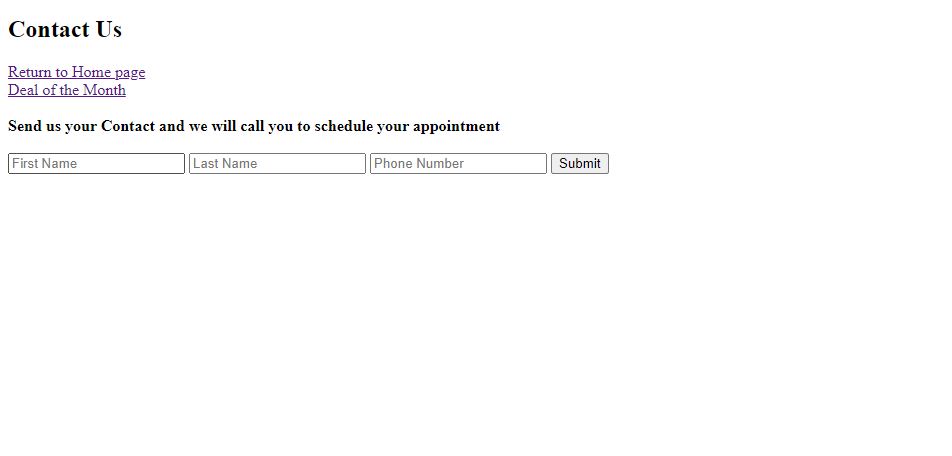 Contact Us
Return to Home page
Deal of the Month
Send us your Contact and we will call you to schedule your appointment
First Name Last Name Phone Number Submit